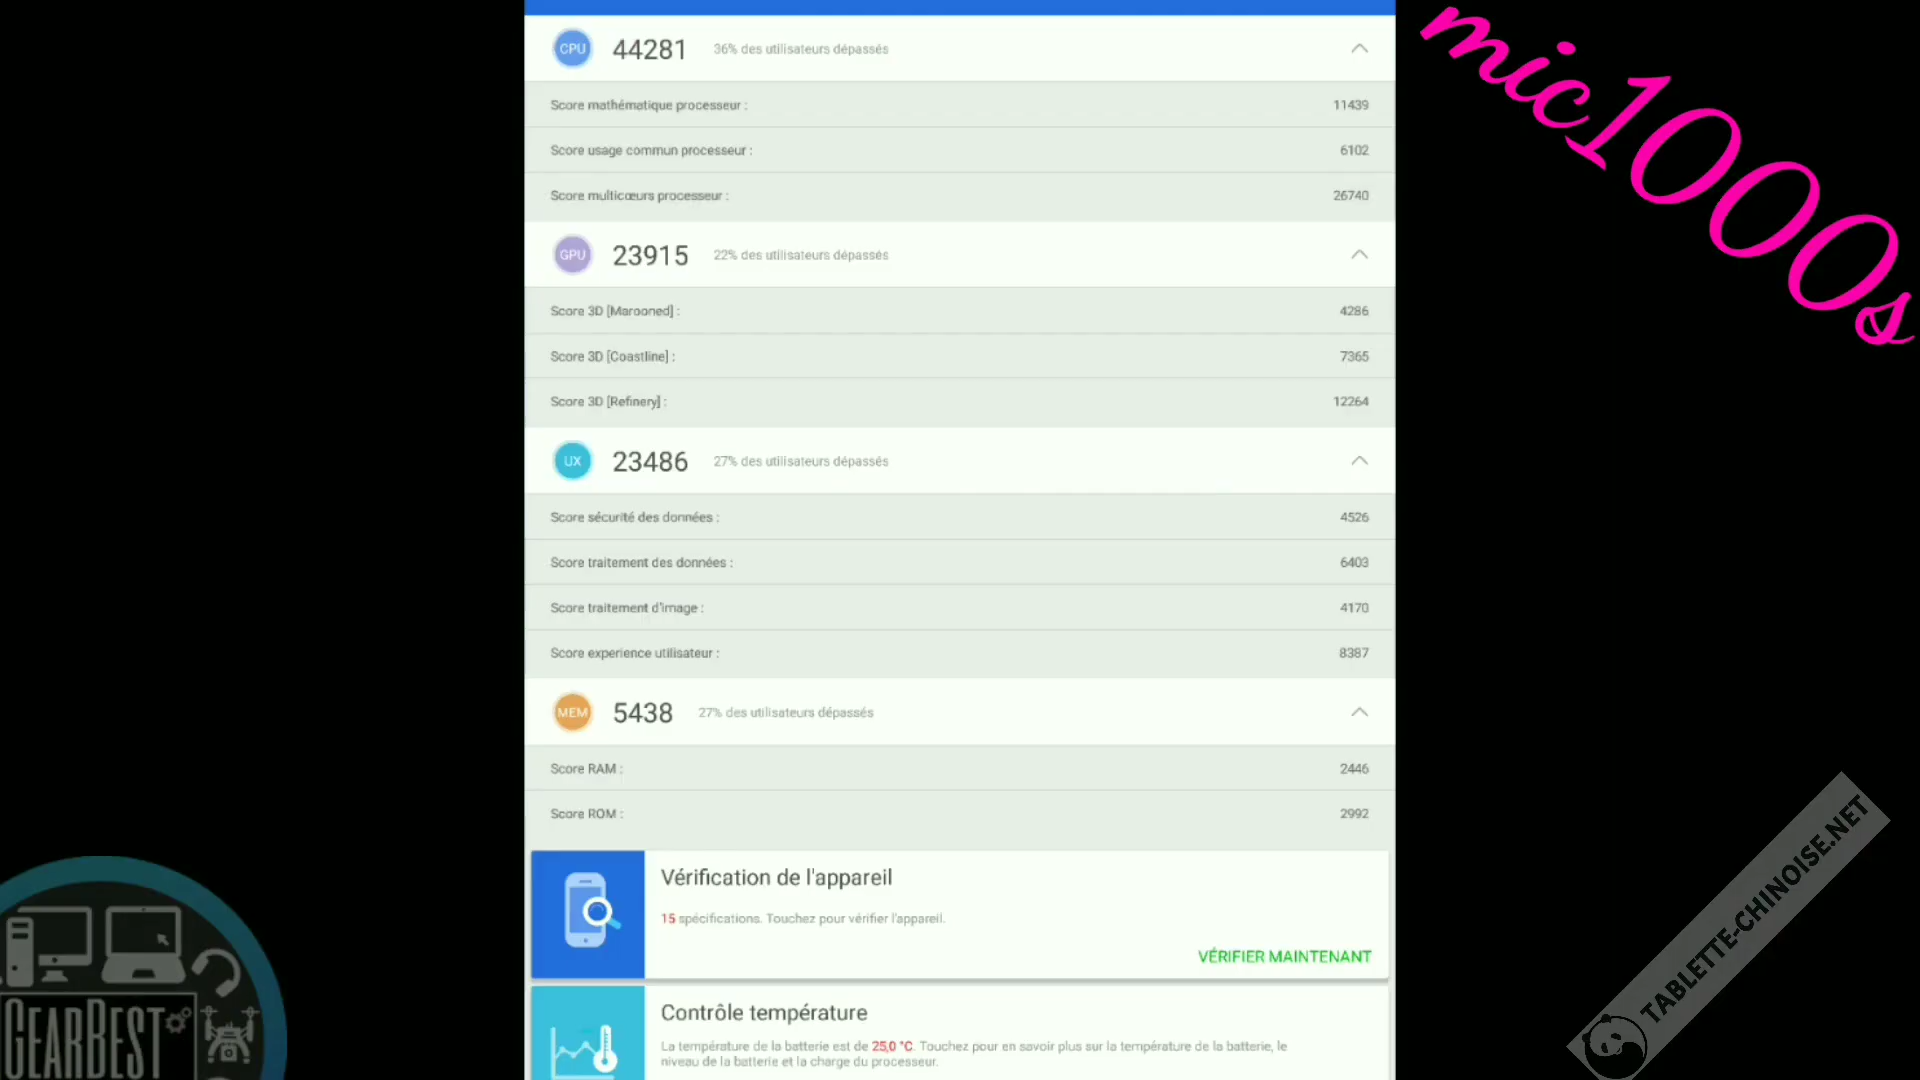 CPU 44281 36% des utilisateurs dépassés
Score mathématique processeur : 11439
Score usage commun processeur : 6102
Score multicœurs processeur : 26740
GPU 23915 22% des utilisateurs dépassés
Score 3D [Marooned] : 4286
Score 3D [Coastline] : 7365
Score 3D [Refinery] : 12264
UX 23486 27% des utilisateurs dépassés
Score sécurité des données : 4526
Score traitement des données : 6403
Score traitement d'image : 4170
Score experience utilisateur : 8387
MEM 5438 27% des utilisateurs dépassés
Score RAM : 2446
Score ROM : 2992
Vérification de l'appareil
15 spécifications. Touchez pour vérifier l'appareil.
VÉRIFIER MAINTENANT
Contrôle température
La température de la batterie est de 25,0 °C. Touchez pour en savoir plus sur la température de la batterie, le
niveau de la batterie et la charge du processeur.
mic1000s
TABLETTE-CHINOISE.NET
GEARBEST